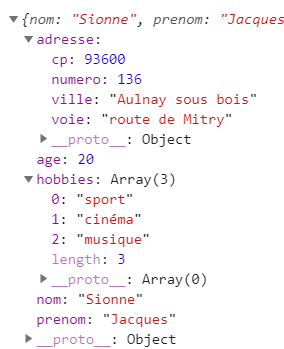 {nom: "Sionne", prenom: "Jacques
adresse:
cp: 93600
numero: 136
ville: "Aulnay sous bois"
voie: "route de Mitry"
__proto__: Object
age: 20
hobbies: Array(3)
0: "sport"
1: "cinéma"
2: "musique"
length: 3
__proto__: Array(0)
nom: "Sionne"
prenom: "Jacques"
__proto__: Object